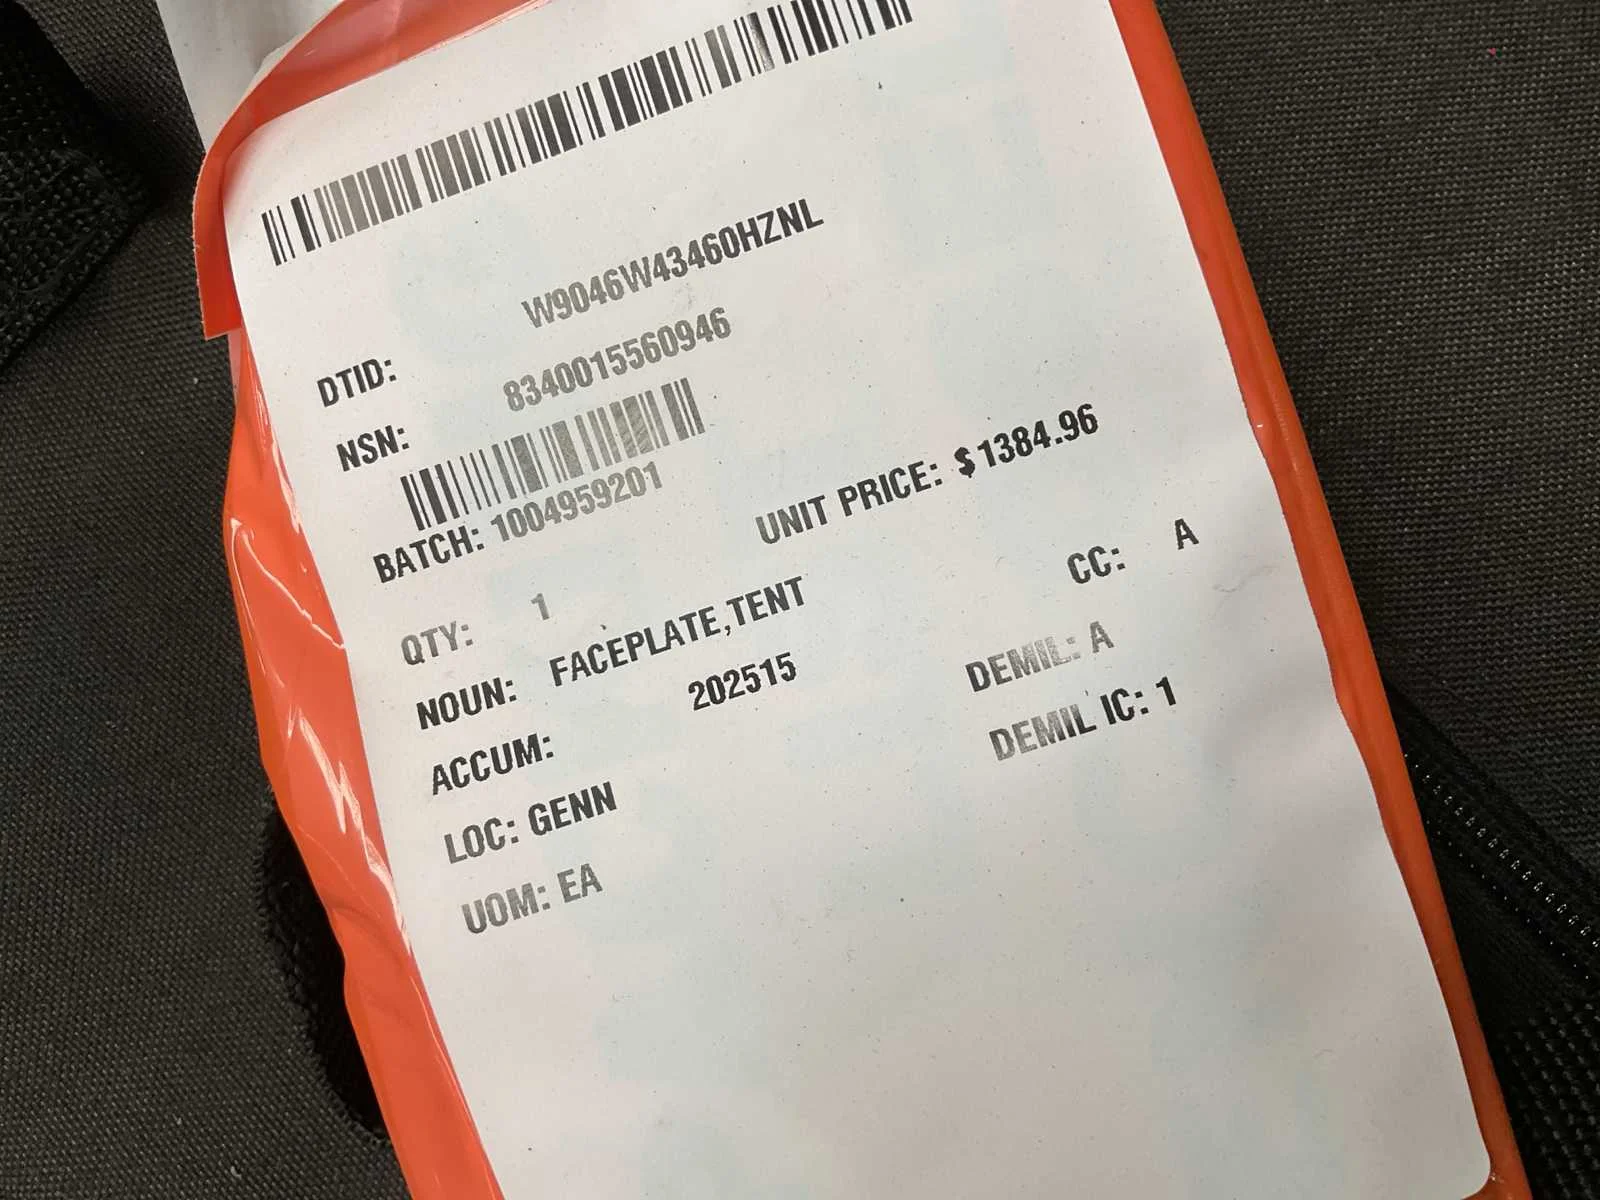 DTID: W9046W43460HZNL
NSN: 8340015560946
BATCH: 1004959201
UNIT PRICE: $ 1384.96
QTY: 1
CC: A
NOUN: FACEPLATE,TENT
DEMIL: A
ACCUM: 202515
DEMIL IC: 1
LOC: GENN
UOM: EA